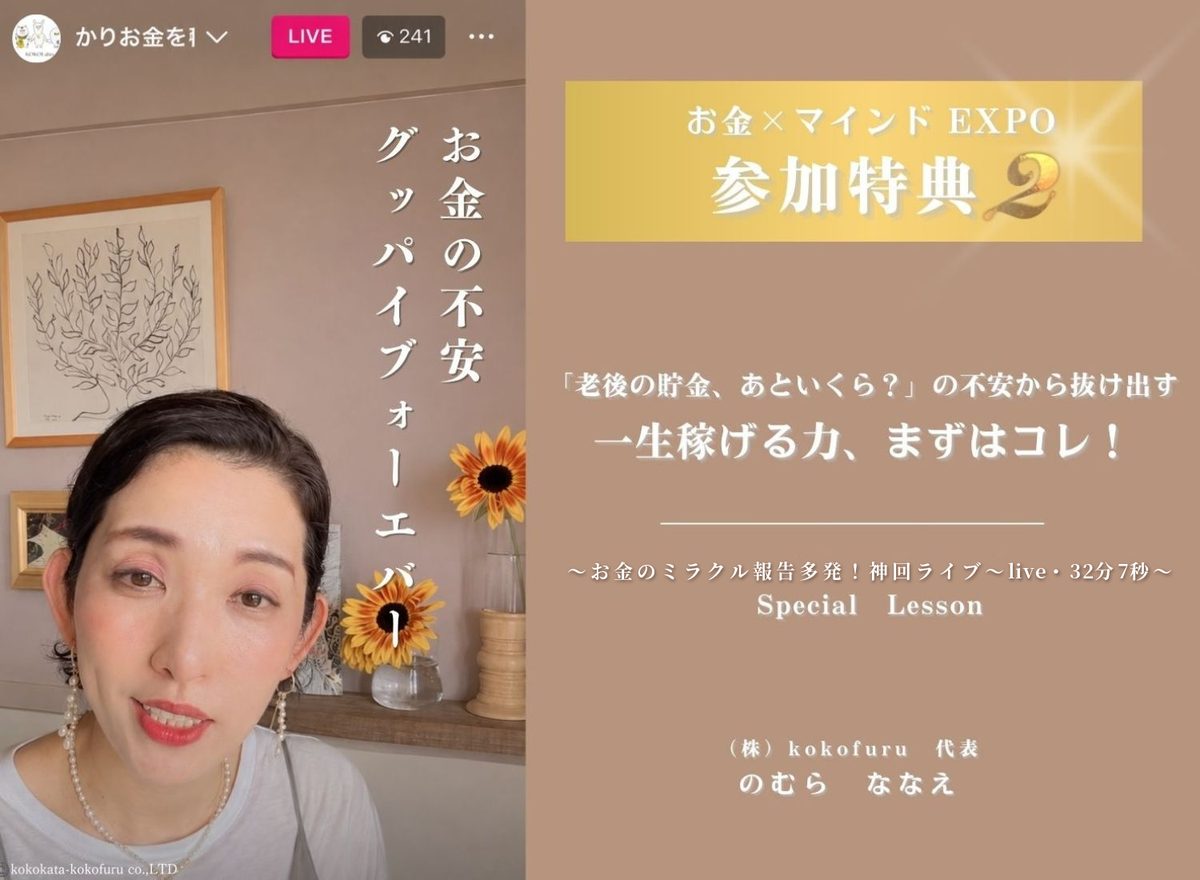 かりお金を
LIVE
241
お金の不安
グッパイブフォーエバー
お金×マインド EXPO
参加特典2
「老後の貯金、あといくら？」の不安から抜け出す
一生稼げる力、まずはコレ！
～お金のミラクル報告多発！神回ライブ～live・32分7秒～
Special Lesson
（株）kokofuru 代表
のむら ななえ
kokokata-kokofuru co.,LTD